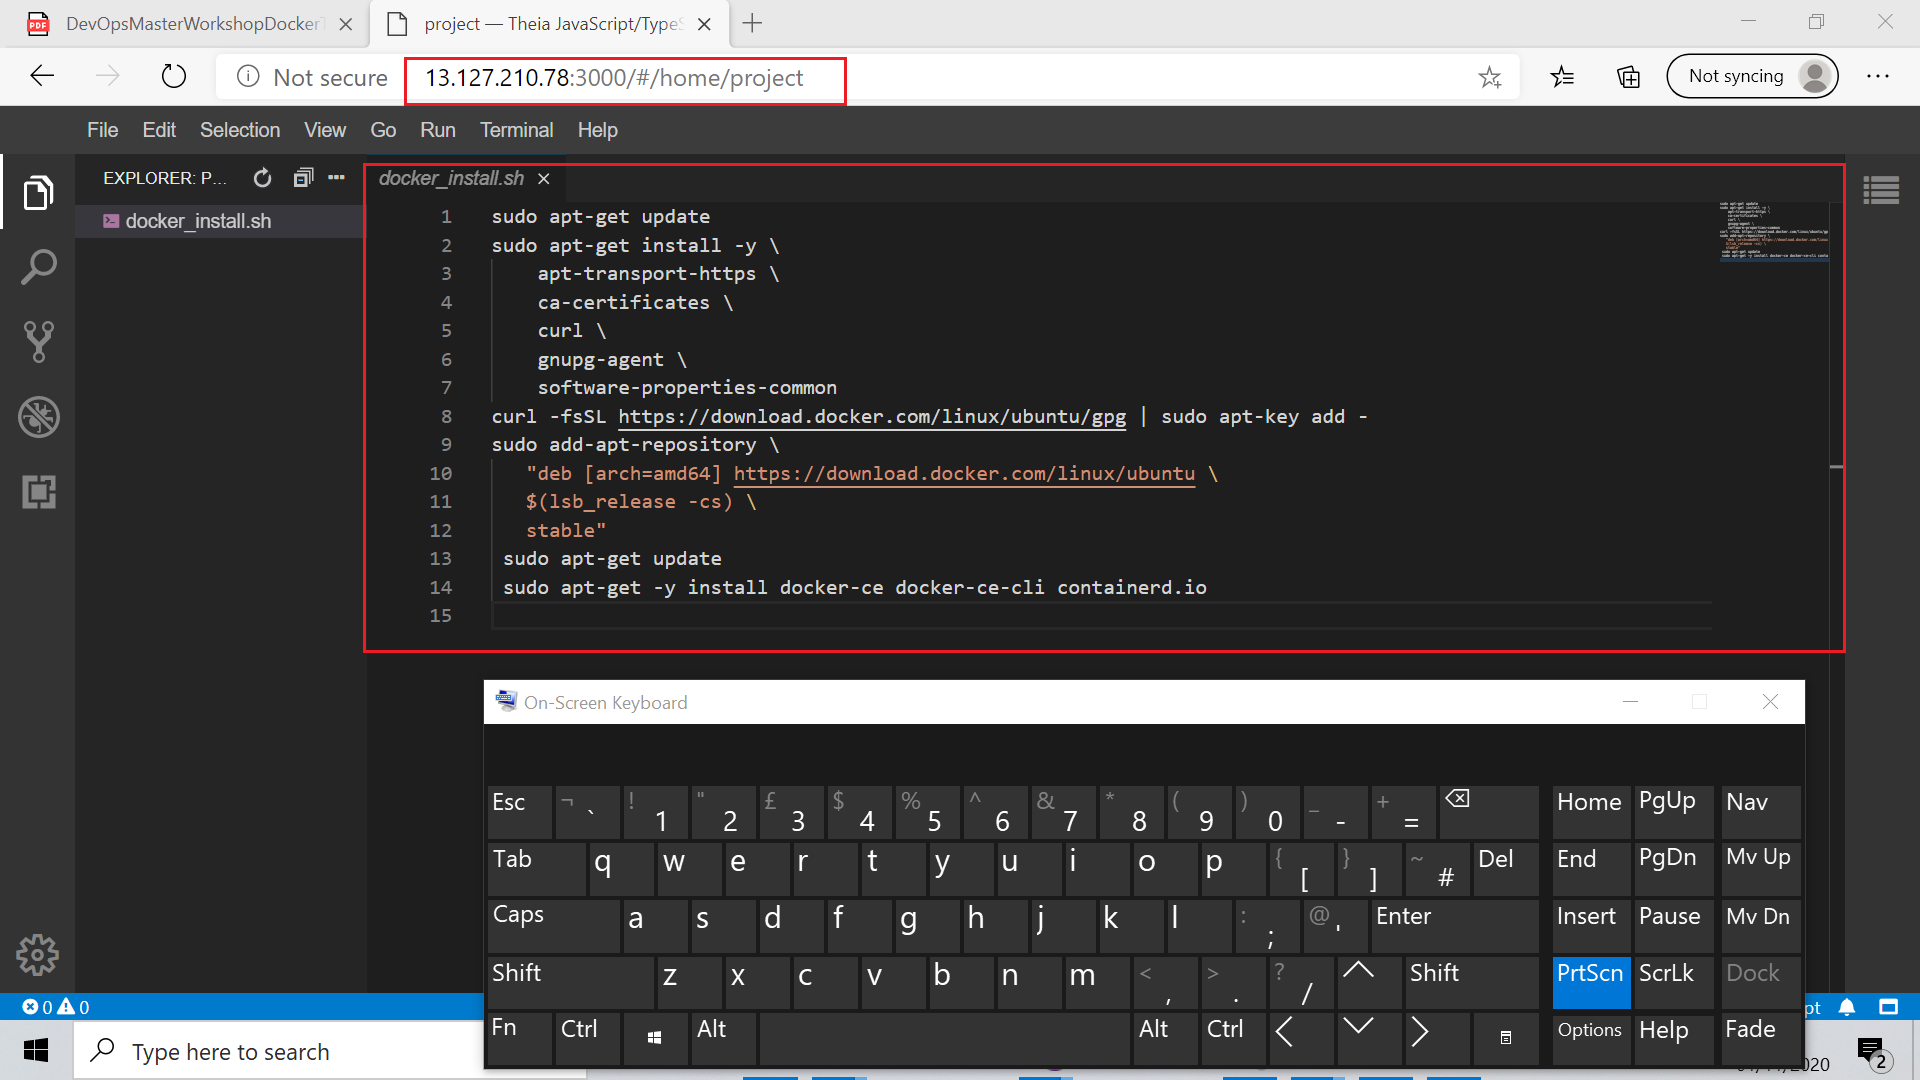 DevOpsMasterWorkshopDocker
project — Theia JavaScript/Types
Not secure
13.127.210.78:3000/#/home/project
Not syncing
File Edit Selection View Go Run Terminal Help
EXPLORER: P...
docker_install.sh
docker_install.sh
1 sudo apt-get update
2 sudo apt-get install -y \
3 apt-transport-https \
4 ca-certificates \
5 curl \
6 gnupg-agent \
7 software-properties-common
8 curl -fsSL https://download.docker.com/linux/ubuntu/gpg | sudo apt-key add -
9 sudo add-apt-repository \
10 "deb [arch=amd64] https://download.docker.com/linux/ubuntu \
11 $(lsb_release -cs) \
12 stable"
13 sudo apt-get update
14 sudo apt-get -y install docker-ce docker-ce-cli containerd.io
15
On-Screen Keyboard
Esc ¬ ` ! 1 " 2 £ 3 $ 4 % 5 ^ 6 & 7 * 8 ( 9 ) 0 _ - + = Home PgUp Nav
Tab q w e r t y u i o p { [ } ] ~ # Del End PgDn Mv Up
Caps a s d f g h j k l : ; @ ' Enter Insert Pause Mv Dn
Shift z x c v b n m < , > . ? / Shift PrtScn ScrLk Dock
Fn Ctrl Alt Alt Ctrl Options Help Fade
0 0
pt
Type here to search
2020
2